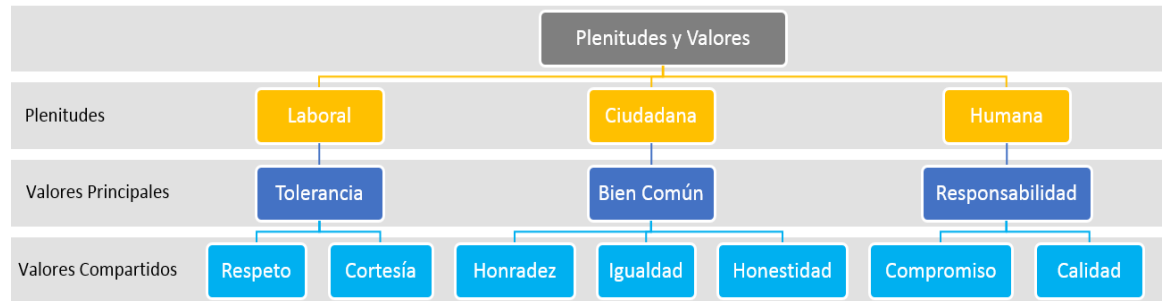 Plenitudes y Valores
Plenitudes
Laboral
Ciudadana
Humana
Valores Principales
Tolerancia
Bien Común
Responsabilidad
Valores Compartidos
Respeto
Cortesía
Honradez
Igualdad
Honestidad
Compromiso
Calidad